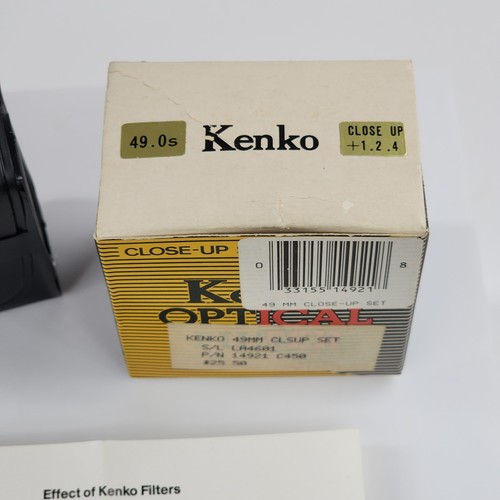 49.0s
Kenko
CLOSE UP
+1.2.4
CLOSE-UP
0 33155 14921 8
49 MM CLOSE-UP SET
OPTICAL
KENKO 49MM CLSUP SET
S/L LA4601
P/N 14921 C450
#25 50
Effect of Kenko Filters